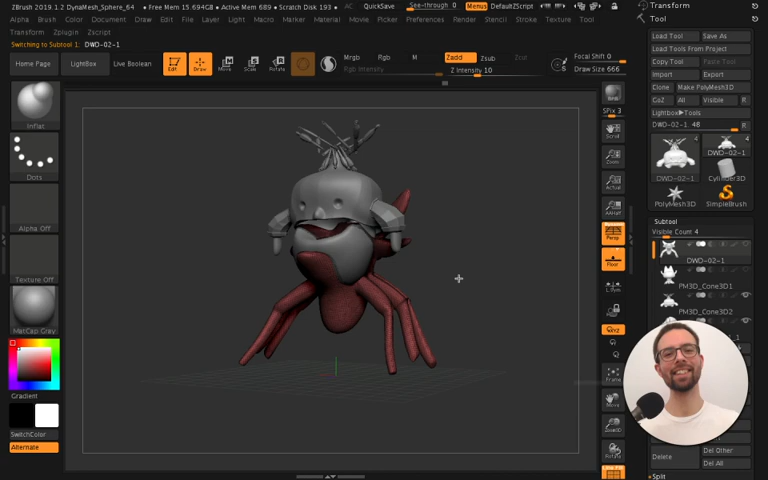 ZBrush 2019.1.2 DynaMesh_Sphere_64 • Free Mem 15.694GB • Active Mem 689 • Scratch Disk 193 • QuickSave See-through 0 Menus DefaultZScript
Alpha Brush Color Document Draw Edit File Layer Light Macro Marker Material Movie Picker Preferences Render Stencil Stroke Texture Tool
Transform Zplugin Zscript
Switching to Subtool 1: DWD-02-1
Home Page LightBox Live Boolean Edit Draw Move Scale Rotate Mrgb Rgb M Zadd Zsub Zcut Focal Shift 0
Rgb Intensity Z Intensity 10 Draw Size 666
Inflat
Dots
Alpha Off
Texture Off
MatCap Gray
Gradient
SwitchColor
Alternate
BPR
SPix 3
Scroll
Zoom
Actual
AAHalf
Persp
Floor
L.Sym
XYZ
Frame
Move
Zoom3D
Rotate
Transform
Tool
Load Tool Save As
Load Tools From Project
Copy Tool Paste Tool
Import Export
Clone Make PolyMesh3D
GoZ All Visible R
Lightbox▶Tools
DWD-02-1. 48 R
4 4
DWD-02-1
DWD-02-1 Cylinder3D
PolyMesh3D SimpleBrush
Subtool
Visible Count 4
DWD-02-1
PM3D_Cone3D1
PM3D_Cone3D2
Delete Del Other
Del All
Split